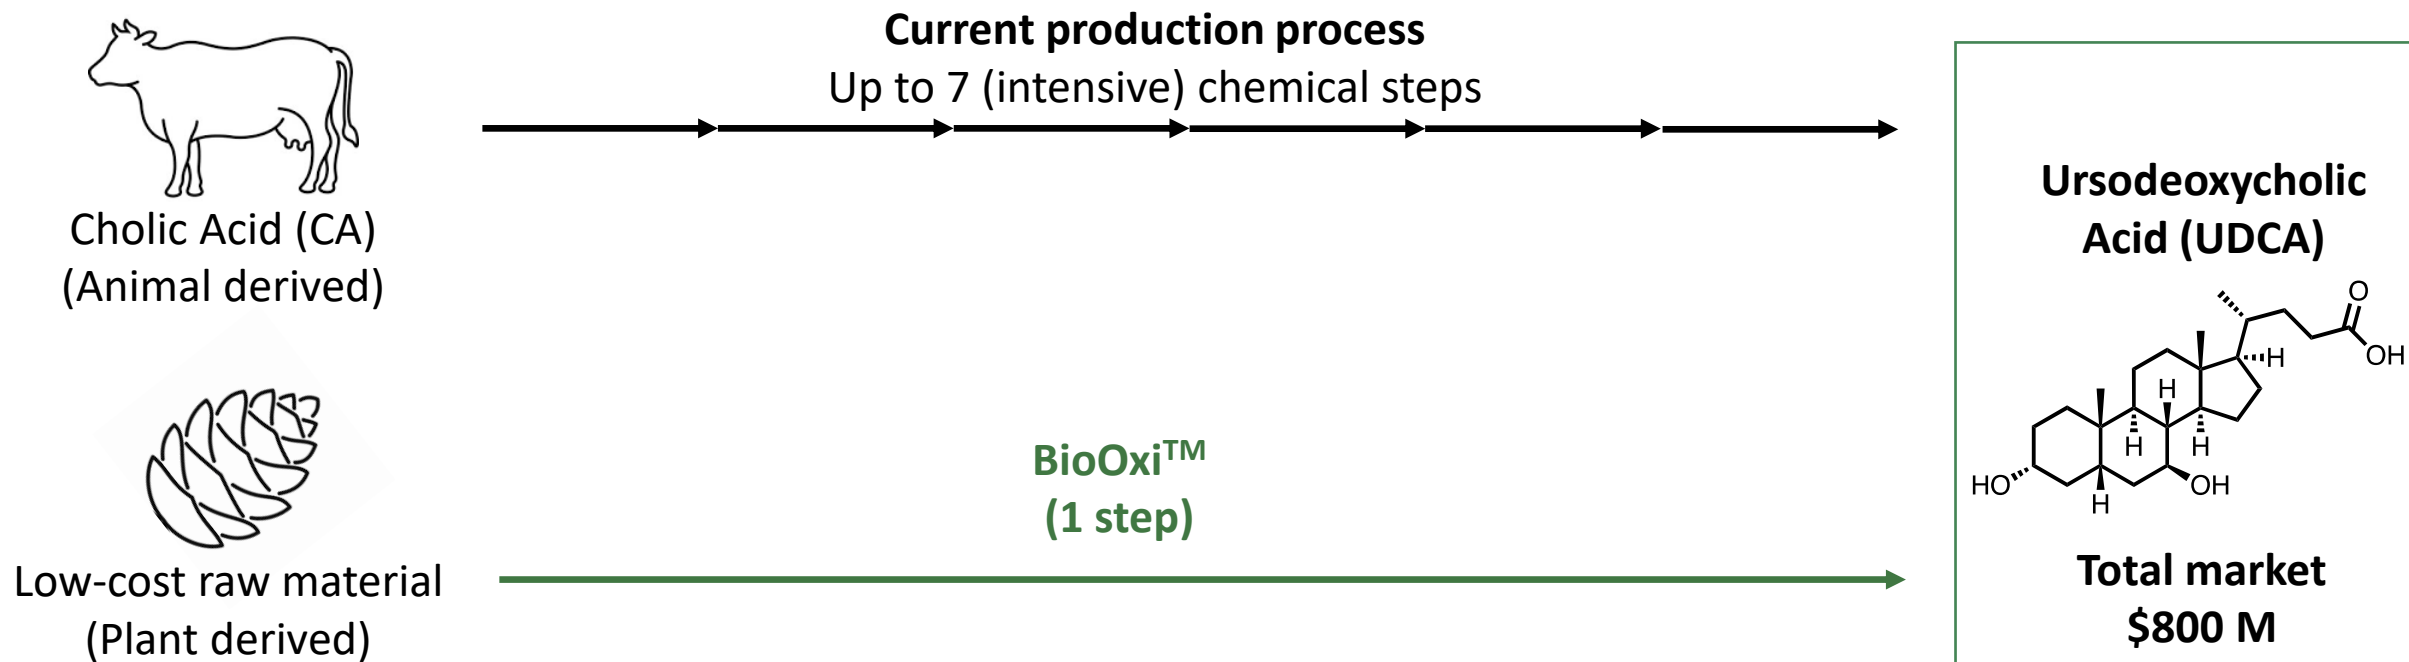 Current production process
Up to 7 (intensive) chemical steps
Cholic Acid (CA)
(Animal derived)
Low-cost raw material
(Plant derived)
BioOxi™
(1 step)
Ursodeoxycholic
Acid (UDCA)
O
OH
H
H
H
H
HO
OH
H
Total market
$800 M